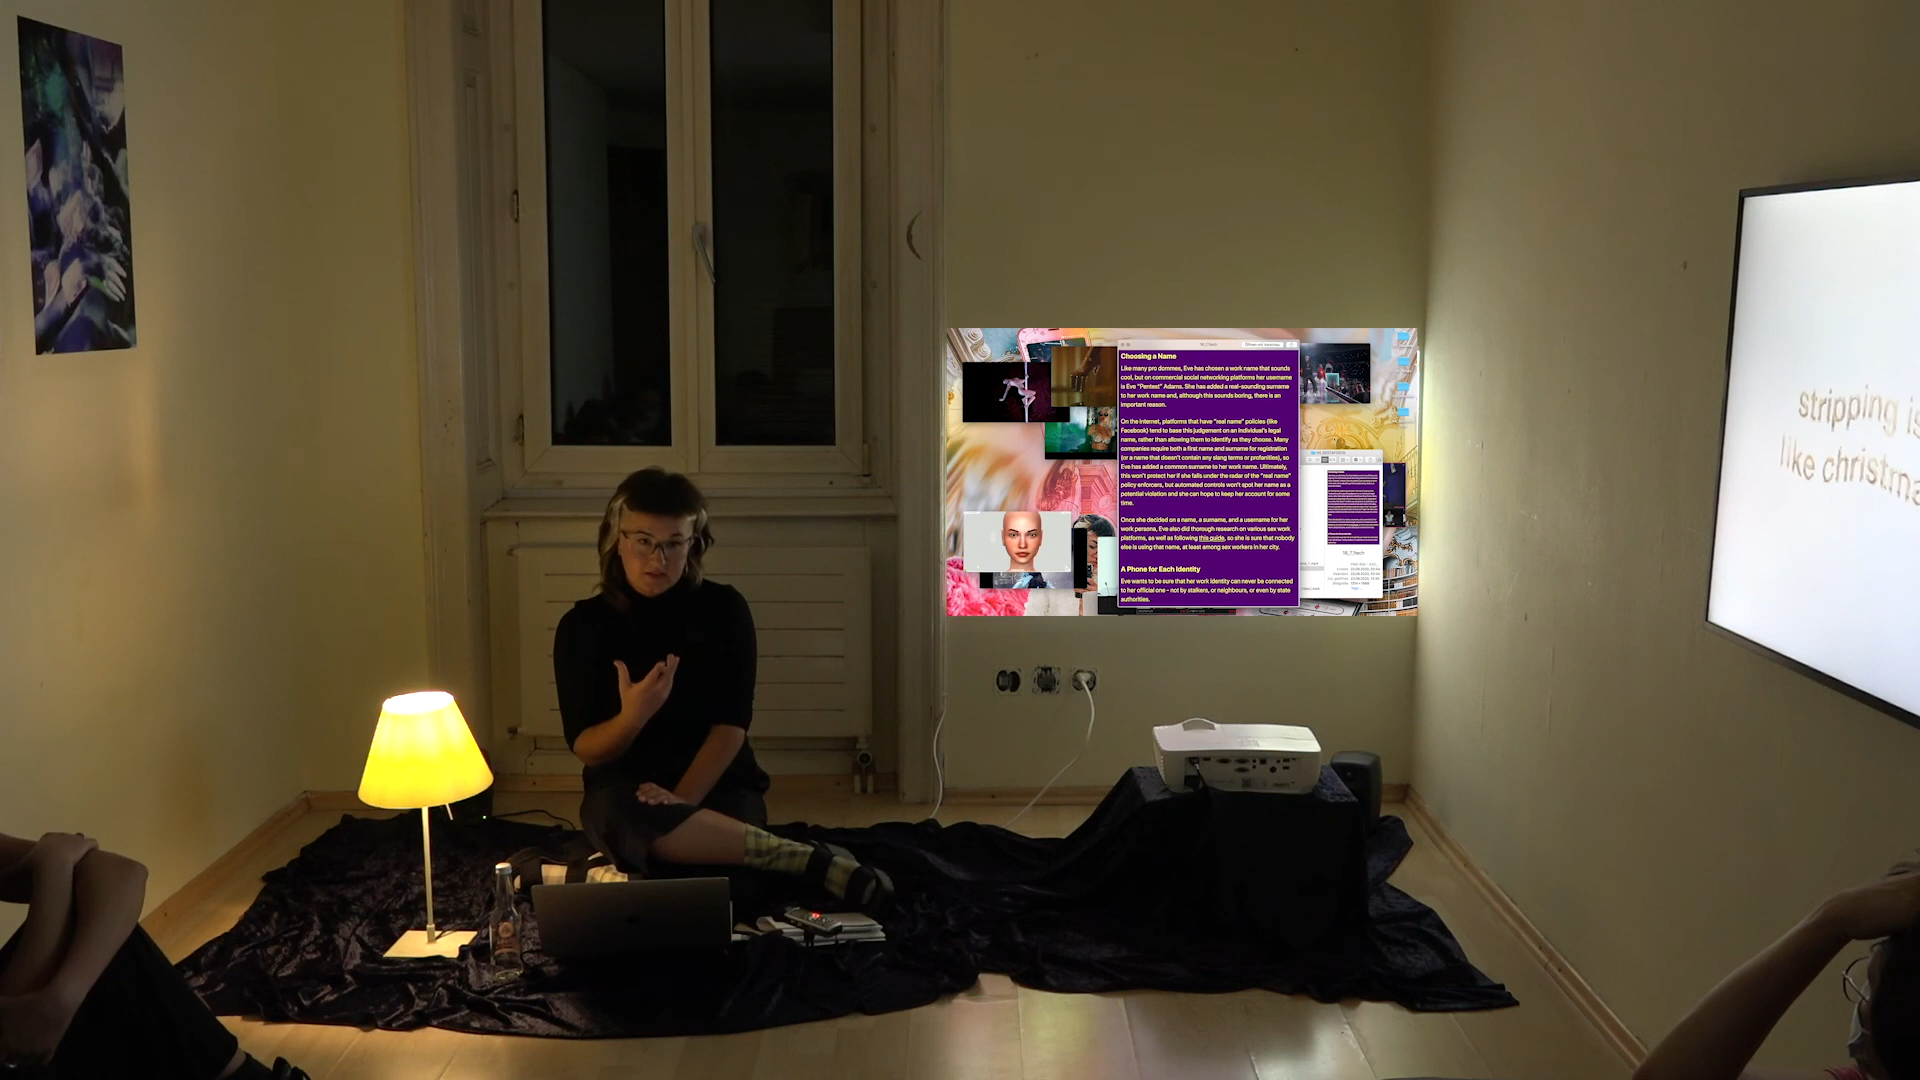 16_7_1tech
Choosing a Name
Like many pro dommes, Eve has chosen a work name that sounds
cool, but on commercial social networking platforms her username
is Eve "Pentest" Adams. She has added a real-sounding surname
to her work name and, although this sounds boring, there is an
important reason.
On the internet, platforms that have "real name" policies (like
Facebook) tend to base this judgement on an individual's legal
name, rather than allowing them to identify as they choose. Many
companies require both a first name and surname for registration
(or a name that doesn't contain any slang terms or profanities), so
Eve has added a common surname to her work name. Ultimately,
this won't protect her if she falls under the radar of the "real name"
policy enforcers, but automated controls won't spot her name as a
potential violation and she can hope to keep her account for some
time.
Once she decided on a name, a surname, and a username for her
work persona, Eve also did thorough research on various sex work
platforms, as well as following this guide, so she is sure that nobody
else is using that name, at least among sex workers in her city.
A Phone for Each Identity
Eve wants to be sure that her work identity can never be connected
to her official one - not by stalkers, or neighbours, or even by state
authorities.
stripping is
like christma